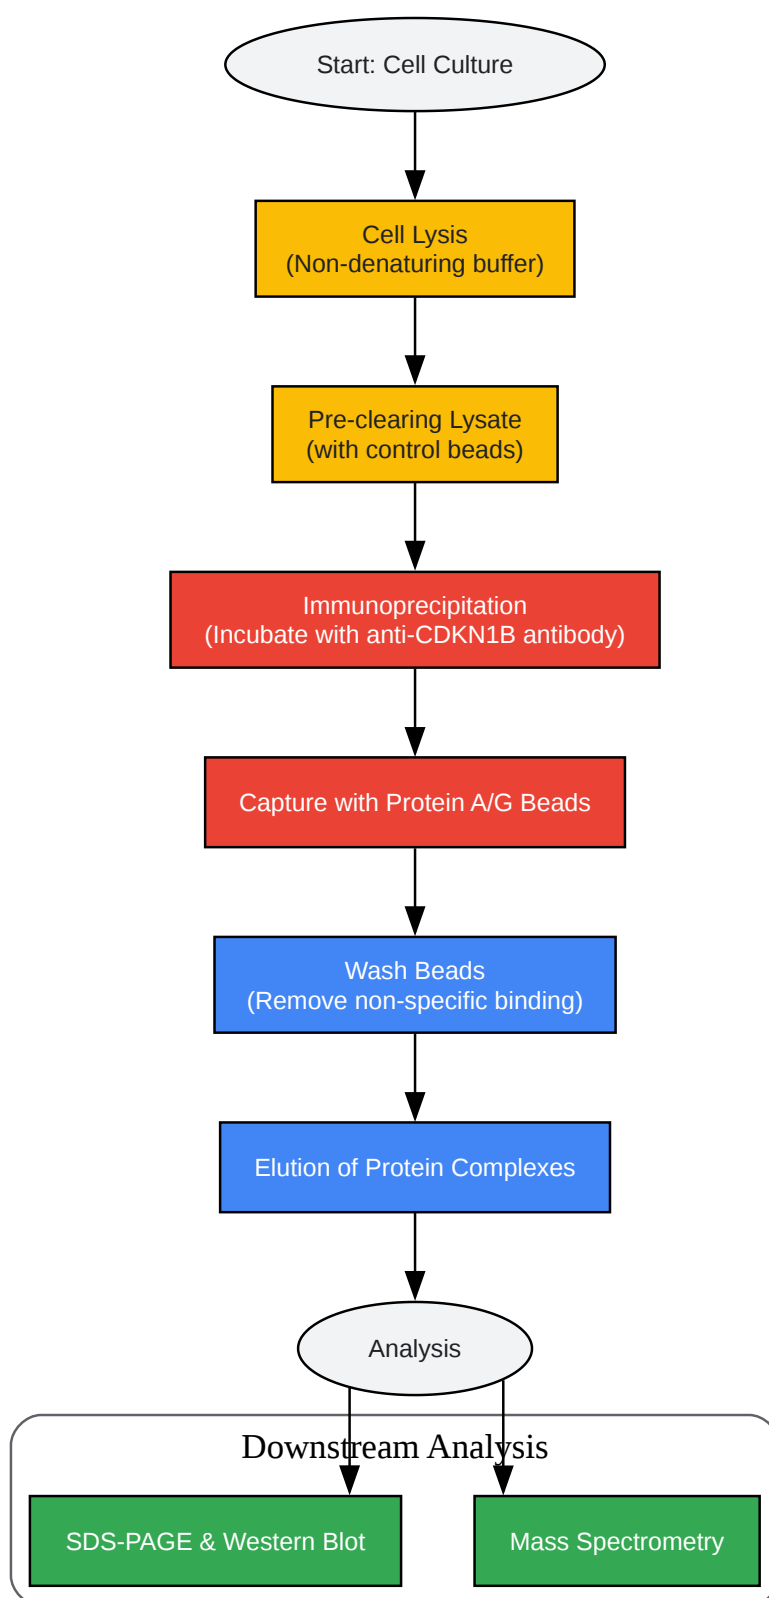 Start: Cell Culture
Cell Lysis
(Non-denaturing buffer)
Pre-clearing Lysate
(with control beads)
Immunoprecipitation
(Incubate with anti-CDKN1B antibody)
Capture with Protein A/G Beads
Wash Beads
(Remove non-specific binding)
Elution of Protein Complexes
Analysis
Downstream Analysis
SDS-PAGE & Western Blot
Mass Spectrometry